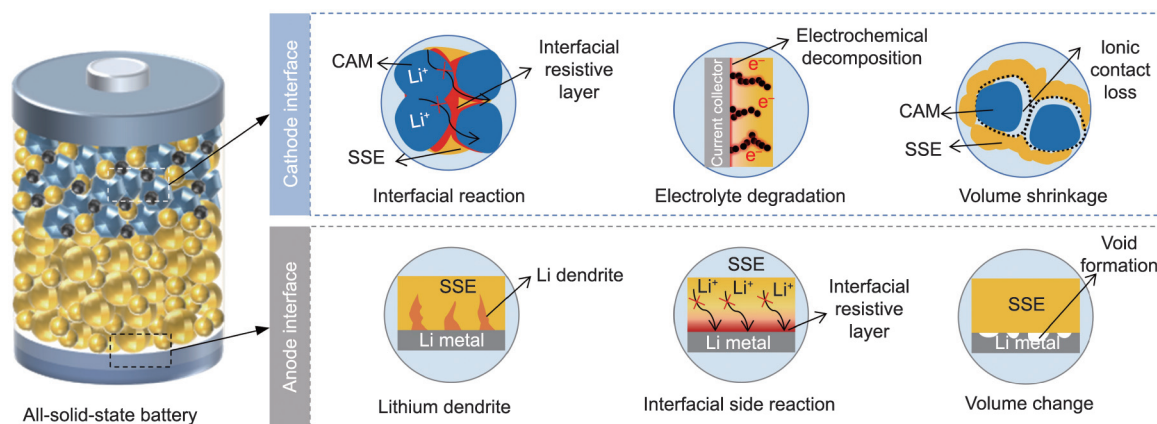 Cathode interface
CAM
Li⁺
Li⁺
SSE
Interfacial
resistive
layer
Interfacial reaction
Current collector
e⁻
e⁻
e⁻
Electrochemical
decomposition
Electrolyte degradation
CAM
SSE
Ionic
contact
loss
Volume shrinkage
Anode interface
SSE
Li dendrite
Li metal
Lithium dendrite
SSE
Li⁺ Li⁺ Li⁺
Li metal
Interfacial
resistive
layer
Interfacial side reaction
Void
formation
SSE
Li metal
Volume change
All-solid-state battery